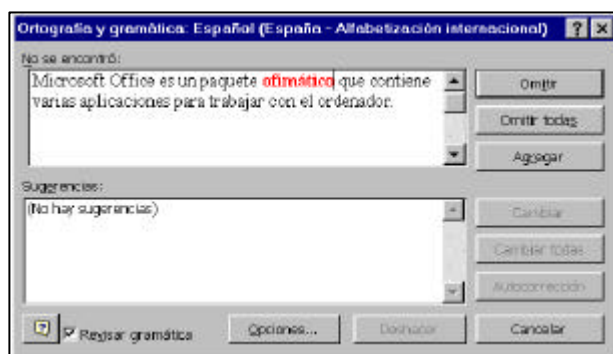 Ortografía y gramática: Español (España - Alfabetización internacional)
No se encontró:
Microsoft Office es un paquete ofimático que contiene
varias aplicaciones para trabajar con el ordenador.
Omitir
Omitir todas
Agregar
Sugerencias:
(No hay sugerencias)
Cambiar
Cambiar todas
Autocorrección
Revisar gramática
Opciones...
Deshacer
Cancelar